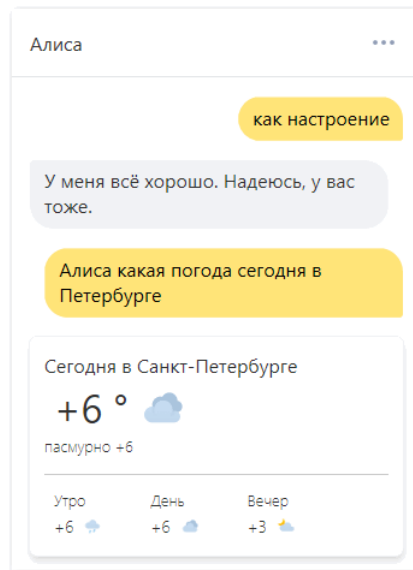 Алиса
как настроение
У меня всё хорошо. Надеюсь, у вас
тоже.
Алиса какая погода сегодня в
Петербурге
Сегодня в Санкт-Петербурге
+6 °
пасмурно +6
Утро День Вечер
+6 +6 +3